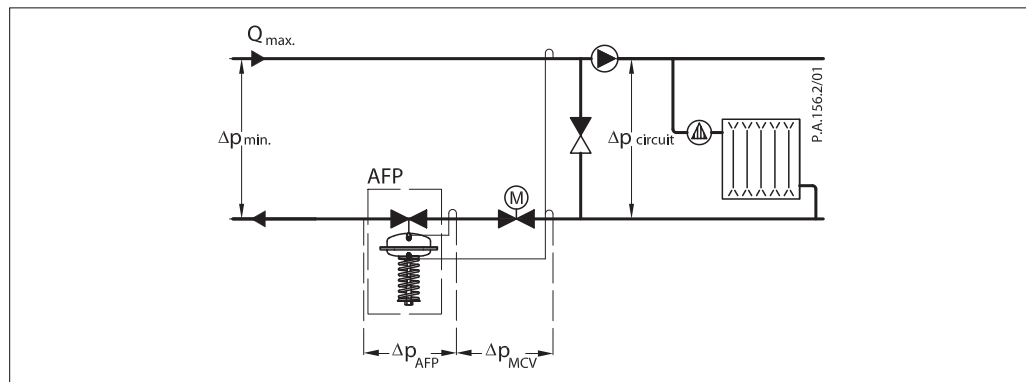 Q max.
Δp min.
Δp circuit
P.A.156.2/01
AFP
M
Δp AFP
Δp MCV